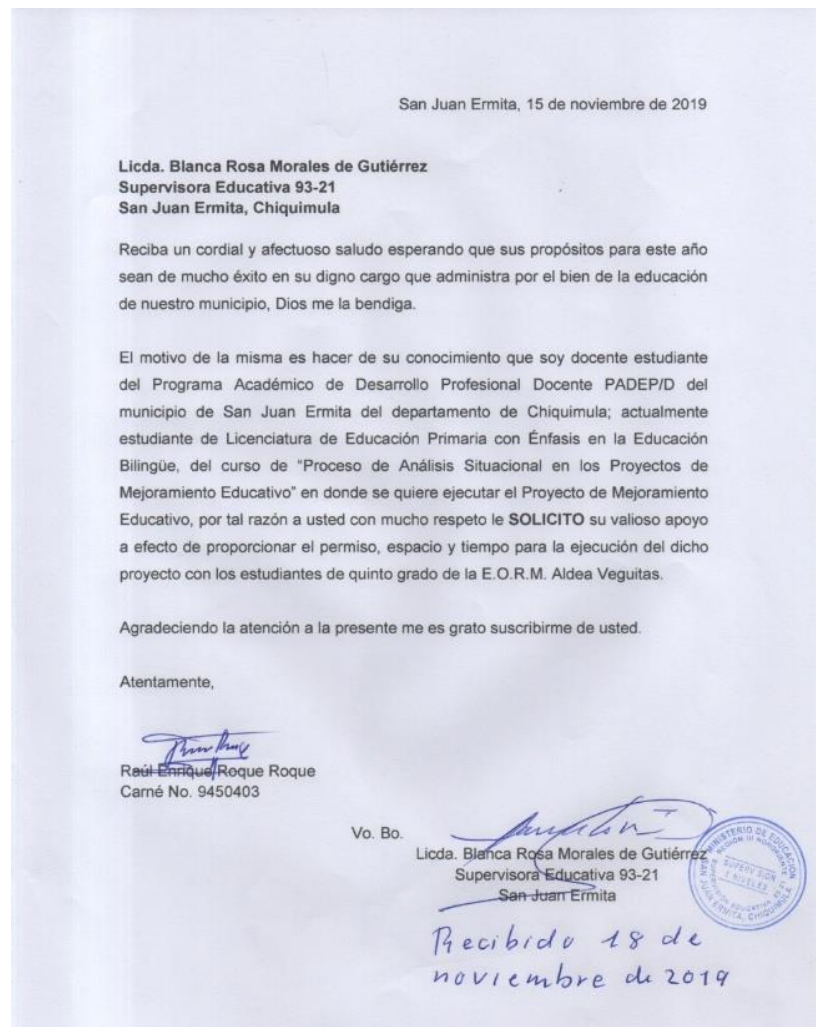 San Juan Ermita, 15 de noviembre de 2019
Licda. Blanca Rosa Morales de Gutiérrez
Supervisora Educativa 93-21
San Juan Ermita, Chiquimula
Reciba un cordial y afectuoso saludo esperando que sus propósitos para este año
sean de mucho éxito en su digno cargo que administra por el bien de la educación
de nuestro municipio, Dios me la bendiga.
El motivo de la misma es hacer de su conocimiento que soy docente estudiante
del Programa Académico de Desarrollo Profesional Docente PADEP/D del
municipio de San Juan Ermita del departamento de Chiquimula; actualmente
estudiante de Licenciatura de Educación Primaria con Énfasis en la Educación
Bilingüe, del curso de “Proceso de Análisis Situacional en los Proyectos de
Mejoramiento Educativo” en donde se quiere ejecutar el Proyecto de Mejoramiento
Educativo, por tal razón a usted con mucho respeto le SOLICITO su valioso apoyo
a efecto de proporcionar el permiso, espacio y tiempo para la ejecución del dicho
proyecto con los estudiantes de quinto grado de la E.O.R.M. Aldea Veguitas.
Agradeciendo la atención a la presente me es grato suscribirme de usted.
Atentamente,
Raúl Enrique Roque Roque
Carné No. 9450403
Vo. Bo.
Licda. Blanca Rosa Morales de Gutiérrez
Supervisora Educativa 93-21
San Juan Ermita
MINISTERIO DE EDUCACIÓN
SAN JUAN ERMITA, CHIQUIMULA
Recibido 18 de
noviembre de 2019